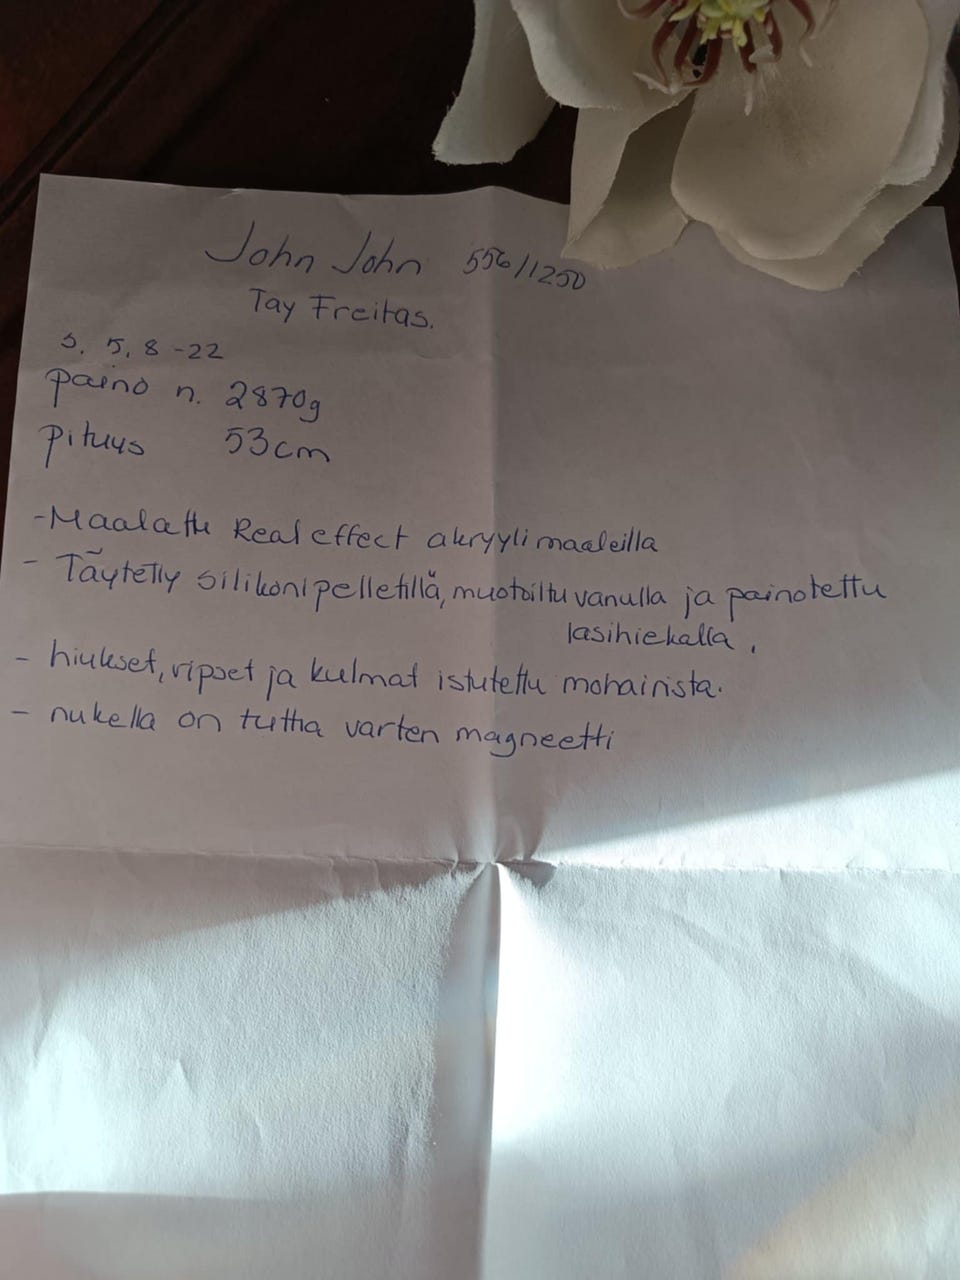 John John 556/1250
Tay Freitas.
s. 5, 8 -22
paino n. 2870g
pituus 53cm
-Maalattu Real effect akryylimaaleilla
- Täytetty silikonipelletillä, muotoiltu vanulla ja painotettu
lasihiekalla.
- hiukset, ripset ja kulmat istutettu mohairista.
- nukella on tuttia varten magneetti